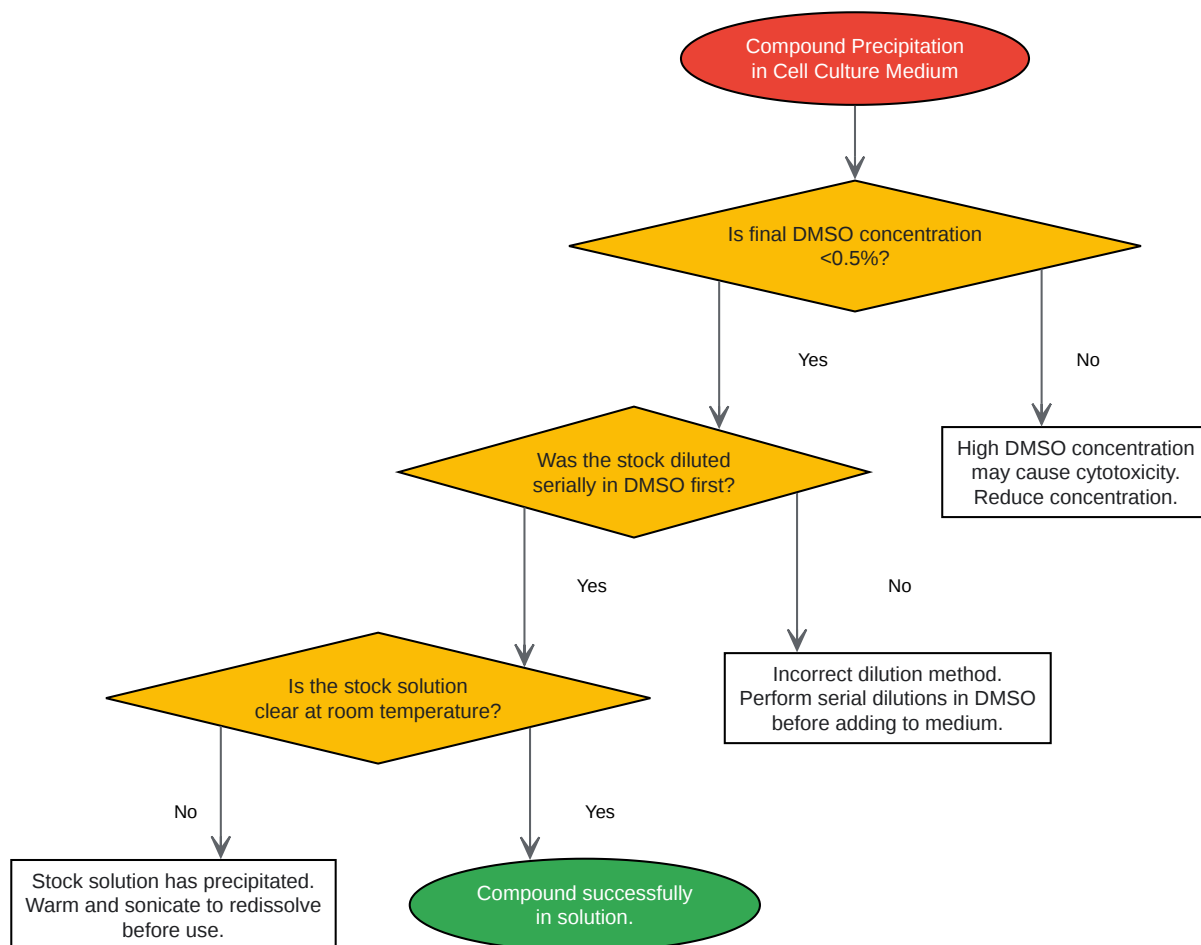 Compound Precipitation
in Cell Culture Medium
Is final DMSO concentration
<0.5%?
Yes
No
High DMSO concentration
may cause cytotoxicity.
Reduce concentration.
Was the stock diluted
serially in DMSO first?
Yes
No
Incorrect dilution method.
Perform serial dilutions in DMSO
before adding to medium.
Is the stock solution
clear at room temperature?
No
Yes
Stock solution has precipitated.
Warm and sonicate to redissolve
before use.
Compound successfully
in solution.